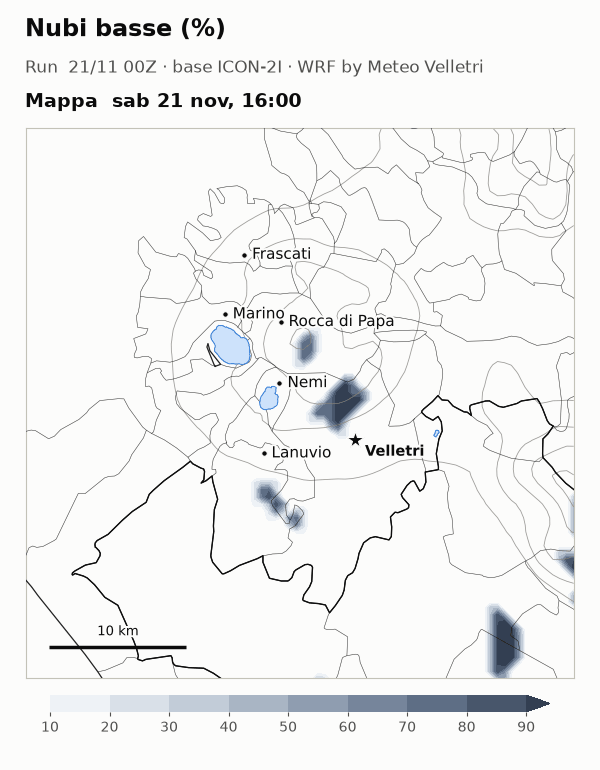 Nubi basse (%)
Run  21/11 00Z · base ICON-2I · WRF by Meteo Velletri
Mappa  sab 21 nov, 16:00
Frascati
Marino
Rocca di Papa
Nemi
Velletri
Lanuvio
10 km
10 20 30 40 50 60 70 80 90